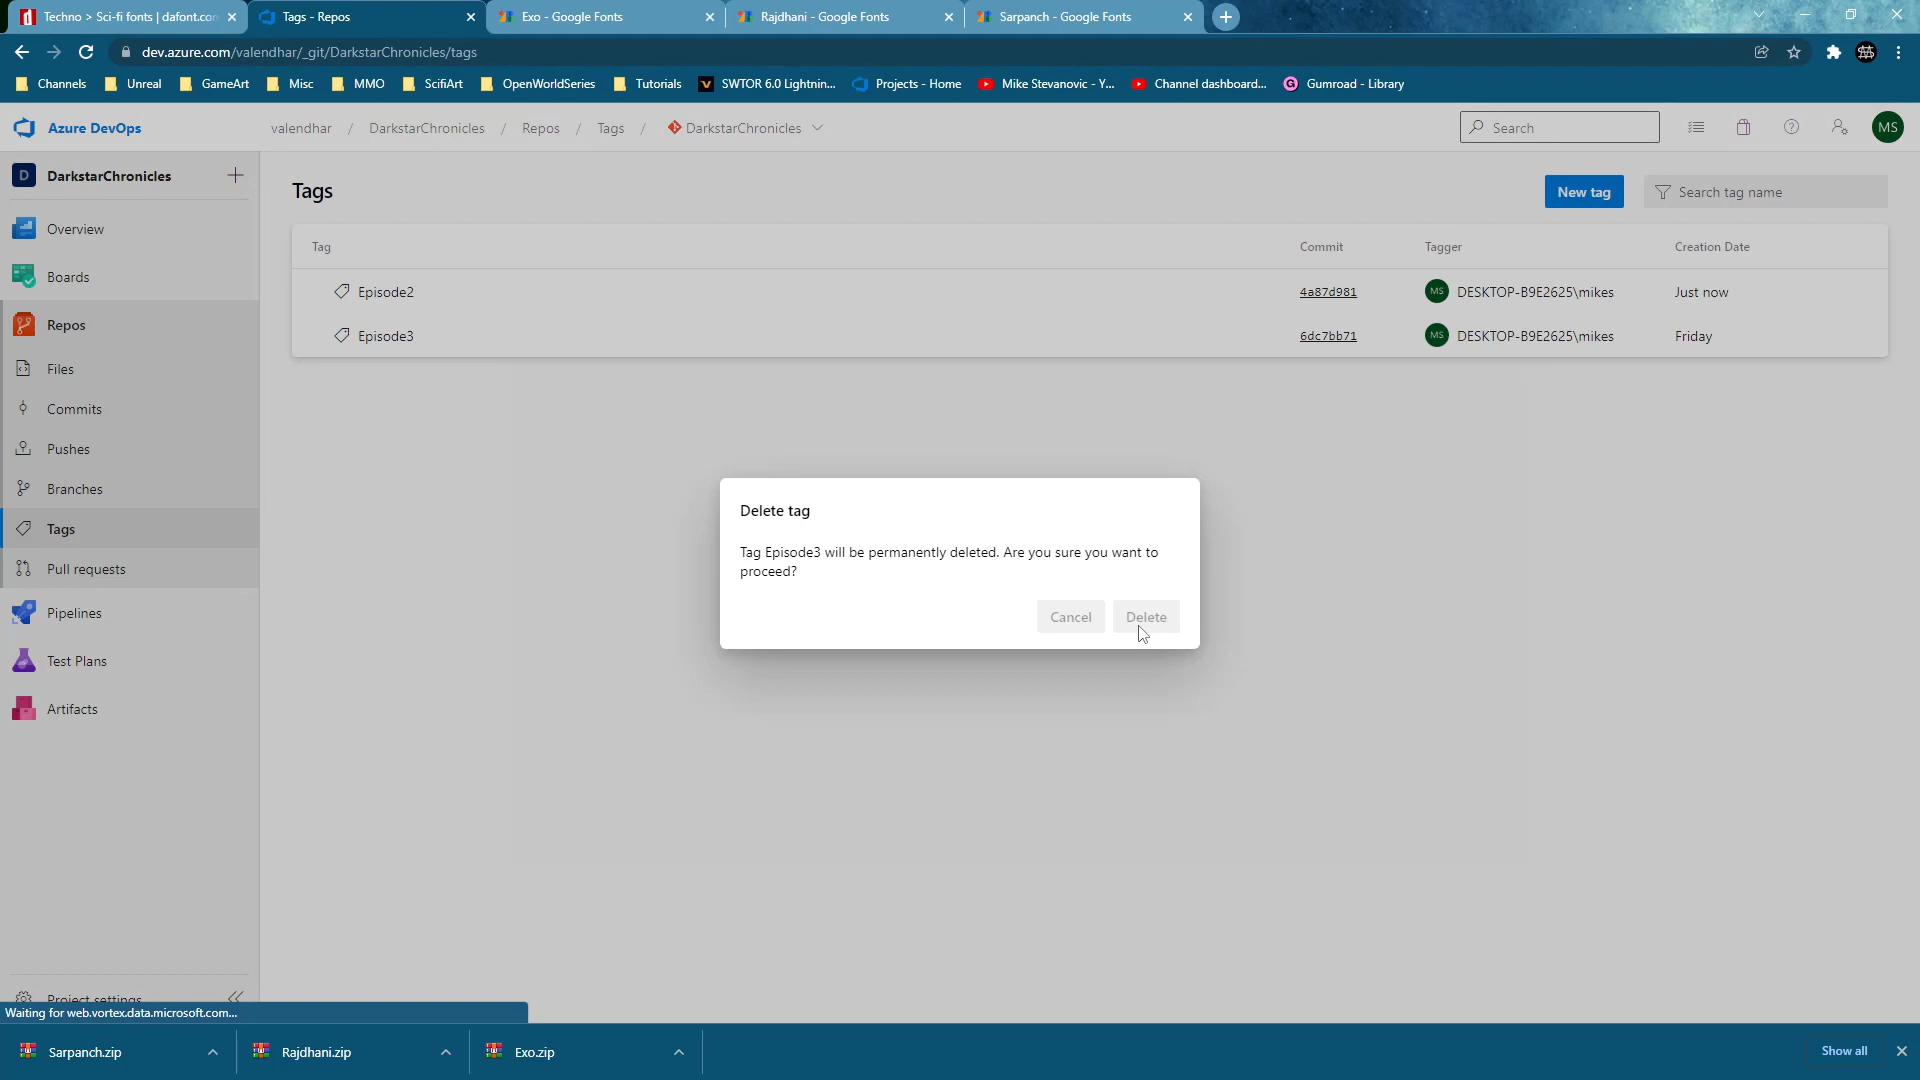 Techno > Sci-fi fonts | dafont.com
Tags - Repos
Exo - Google Fonts
Rajdhani - Google Fonts
Sarpanch - Google Fonts
dev.azure.com/valendhar/_git/DarkstarChronicles/tags
Channels
Unreal
GameArt
Misc
MMO
ScifiArt
OpenWorldSeries
Tutorials
SWTOR 6.0 Lightnin...
Projects - Home
Mike Stevanovic - Y...
Channel dashboard...
Gumroad - Library
Azure DevOps
valendhar / DarkstarChronicles / Repos / Tags / DarkstarChronicles
Search
MS
D DarkstarChronicles
Overview
Boards
Repos
Files
Commits
Pushes
Branches
Tags
Pull requests
Pipelines
Test Plans
Artifacts
Project settings
Tags
New tag
Search tag name
Tag Commit Tagger Creation Date
Episode2 4a87d981 MS DESKTOP-B9E2625\mikes Just now
Episode3 6dc7bb71 MS DESKTOP-B9E2625\mikes Friday
Delete tag
Tag Episode3 will be permanently deleted. Are you sure you want to
proceed?
Cancel Delete
Waiting for web.vortex.data.microsoft.com...
Sarpanch.zip
Rajdhani.zip
Exo.zip
Show all